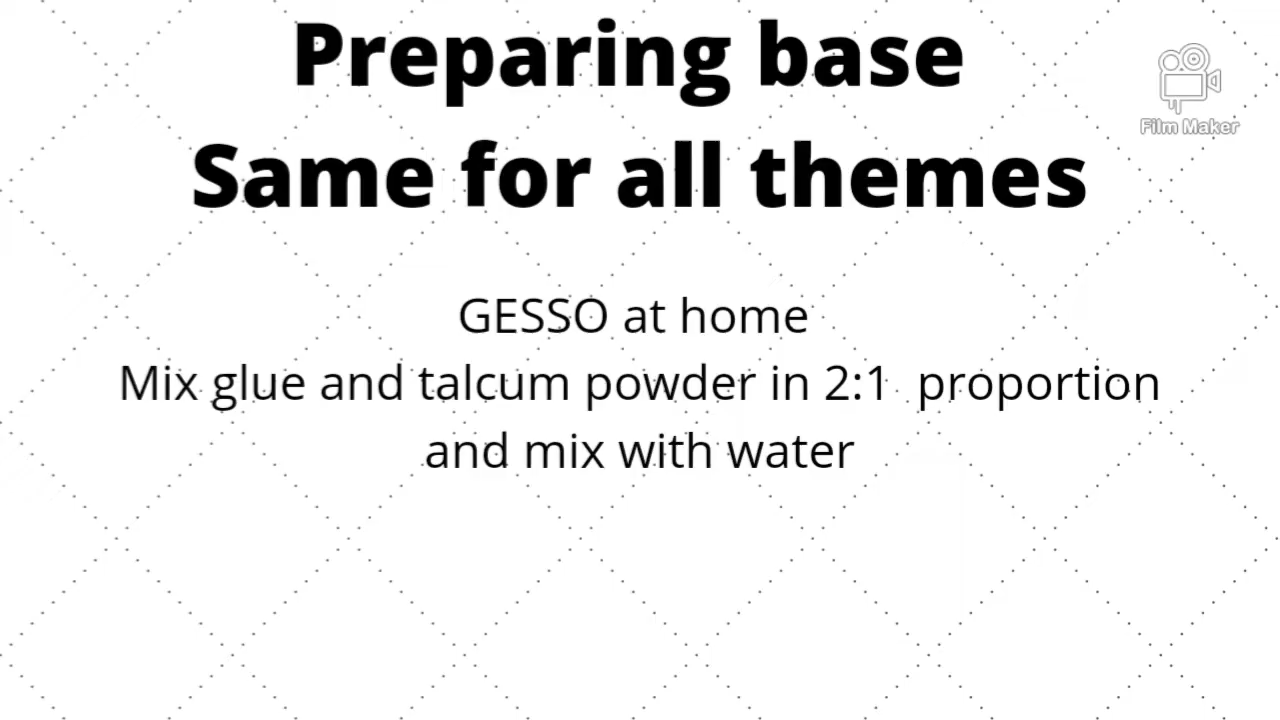 Preparing base
Same for all themes
Film Maker
GESSO at home
Mix glue and talcum powder in 2:1 proportion
and mix with water